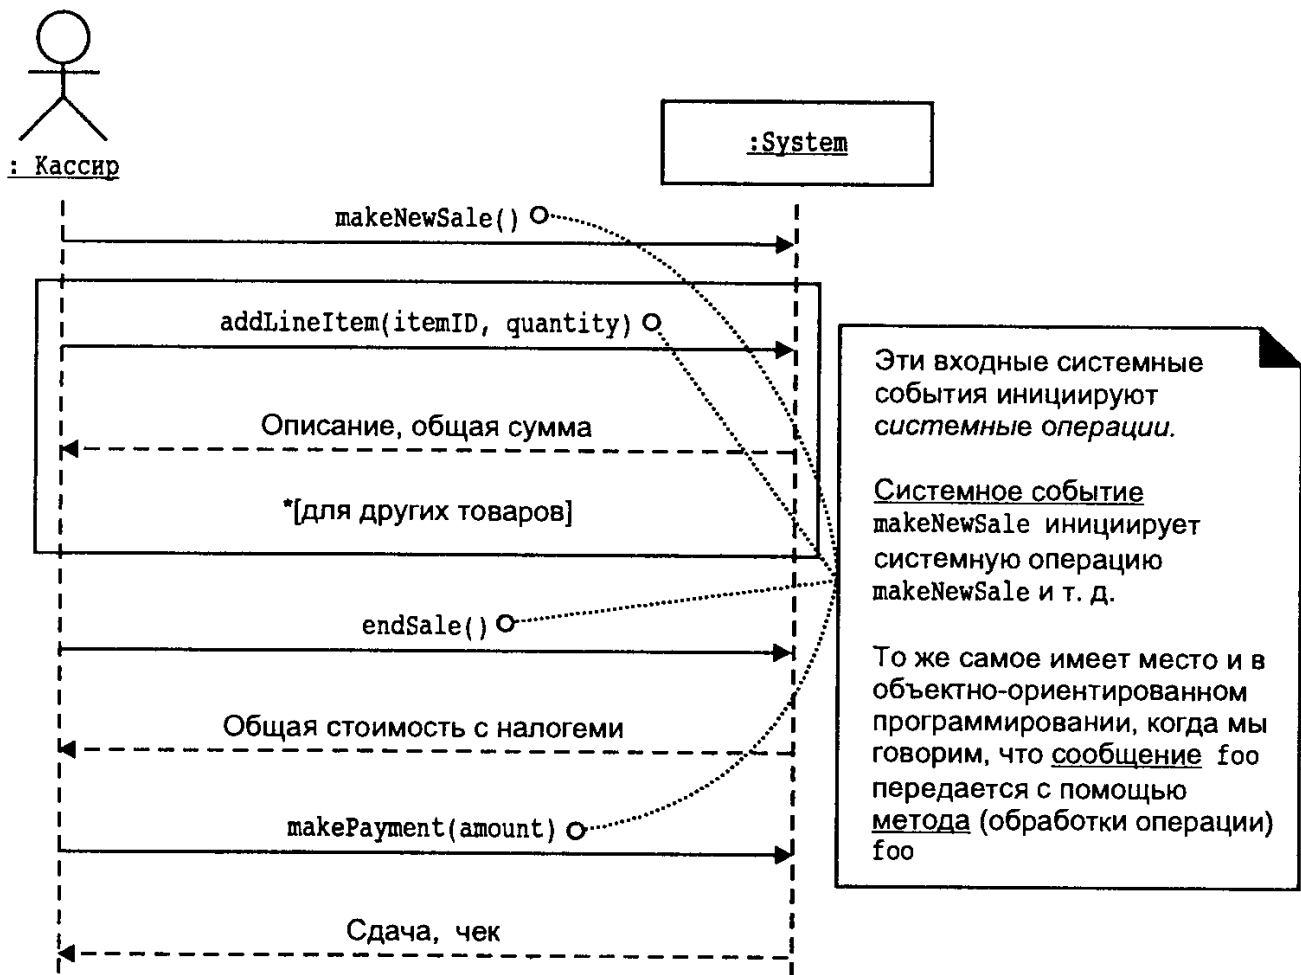 : Кассир
:System
makeNewSale()
addLineItem(itemID, quantity)
Описание, общая сумма
*[для других товаров]
endSale()
Общая стоимость с налогеми
makePayment(amount)
Сдача, чек
Эти входные системные
события инициируют
системные операции.
Системное событие
makeNewSale инициирует
системную операцию
makeNewSale и т. д.
То же самое имеет место и в
объектно-ориентированном
программировании, когда мы
говорим, что сообщение foo
передается с помощью
метода (обработки операции)
foo